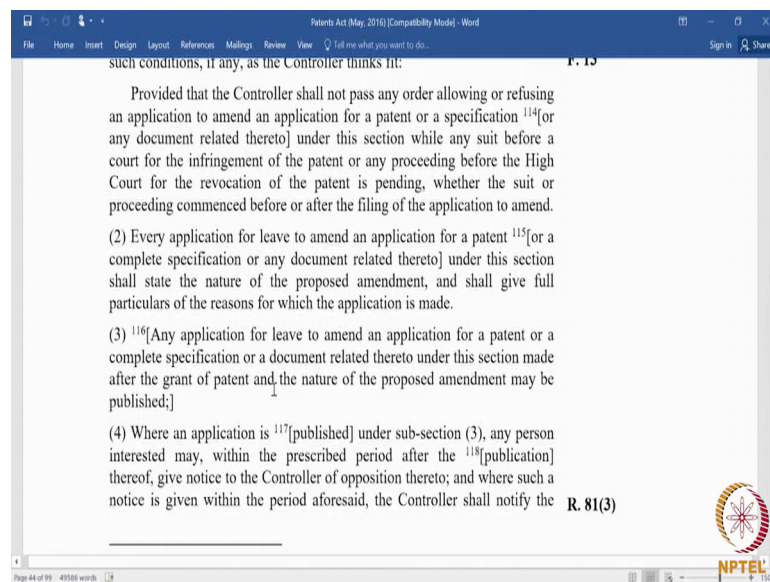 Patents Act (May, 2016) [Compatibility Mode] - Word
File Home Insert Design Layout References Mailings Review View Tell me what you want to do... Sign in Share
such conditions, if any, as the Controller thinks fit: F. 13
Provided that the Controller shall not pass any order allowing or refusing
an application to amend an application for a patent or a specification 114[or
any document related thereto] under this section while any suit before a
court for the infringement of the patent or any proceeding before the High
Court for the revocation of the patent is pending, whether the suit or
proceeding commenced before or after the filing of the application to amend.
(2) Every application for leave to amend an application for a patent 115[or a
complete specification or any document related thereto] under this section
shall state the nature of the proposed amendment, and shall give full
particulars of the reasons for which the application is made.
(3) 116[Any application for leave to amend an application for a patent or a
complete specification or a document related thereto under this section made
after the grant of patent and the nature of the proposed amendment may be
published;]
(4) Where an application is 117[published] under sub-section (3), any person
interested may, within the prescribed period after the 118[publication]
thereof, give notice to the Controller of opposition thereto; and where such a
notice is given within the period aforesaid, the Controller shall notify the R. 81(3)
NPTEL
Page 44 of 99 49586 words